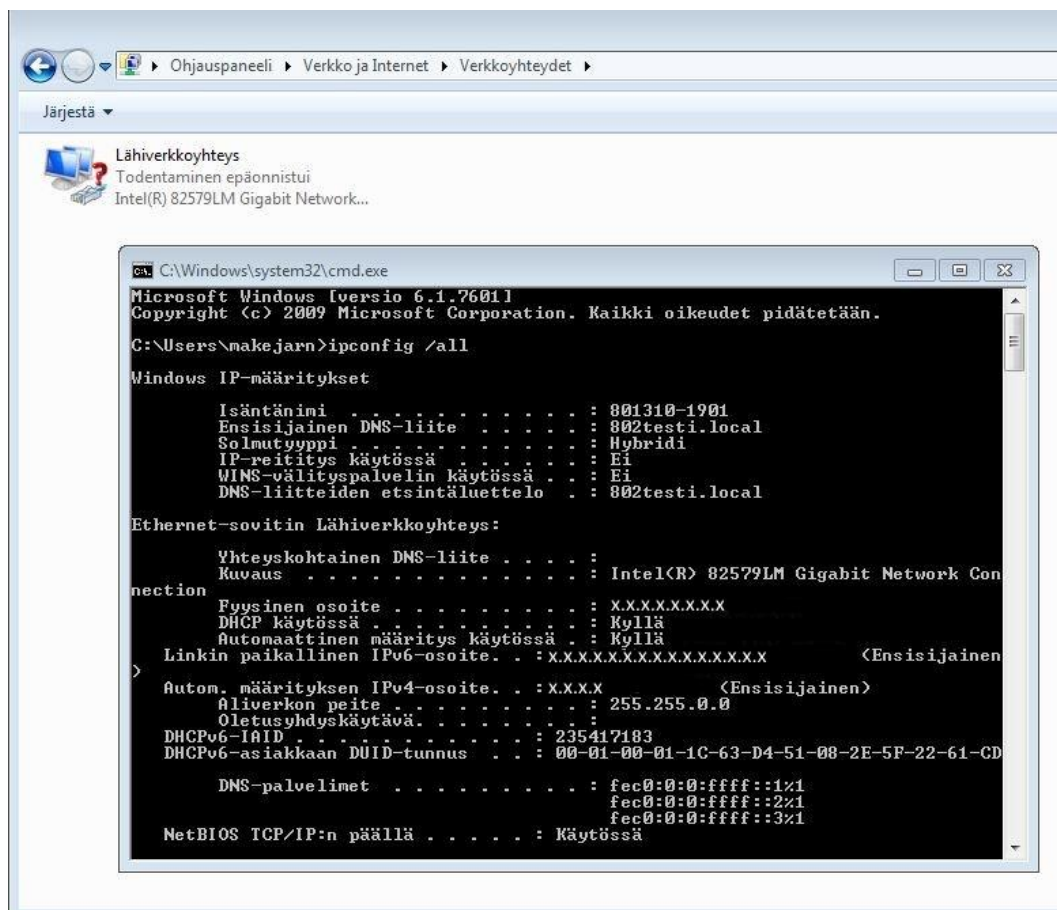 Ohjauspaneeli ▸ Verkko ja Internet ▸ Verkkoyhteydet ▸
Järjestä
Lähiverkkoyhteys
Todentaminen epäonnistui
Intel(R) 82579LM Gigabit Network...
C:\Windows\system32\cmd.exe
Microsoft Windows [versio 6.1.7601]
Copyright (c) 2009 Microsoft Corporation. Kaikki oikeudet pidätetään.
C:\Users\makejarn>ipconfig /all
Windows IP-määritykset
Isäntänimi . . . . . . . . . . . : 801310-1901
Ensisijainen DNS-liite . . . . . : 802testi.local
Solmutyyppi . . . . . . . . . . . : Hybridi
IP-reititys käytössä . . . . . . : Ei
WINS-välityspalvelin käytössä . . : Ei
DNS-liitteiden etsintäluettelo . : 802testi.local
Ethernet-sovitin Lähiverkkoyhteys:
Yhteyskohtainen DNS-liite . . . . :
Kuvaus . . . . . . . . . . . . . : Intel(R) 82579LM Gigabit Network Con
nection
Fyysinen osoite . . . . . . . . . : X.X.X.X.X.X.X.X
DHCP käytössä . . . . . . . . . . : Kyllä
Automaattinen määritys käytössä . : Kyllä
Linkin paikallinen IPv6-osoite. . : X.X.X.X.X.X.X.X.X.X.X.X.X.X.X (Ensisijainen
)
Autom. määrityksen IPv4-osoite. . : X.X.X.X (Ensisijainen)
Aliverkon peite . . . . . . . . . : 255.255.0.0
Oletusyhdyskäytävä. . . . . . . . :
DHCPv6-IAID . . . . . . . . . . . : 235417183
DHCPv6-asiakkaan DUID-tunnus . . : 00-01-00-01-1C-63-D4-51-08-2E-5F-22-61-CD
DNS-palvelimet . . . . . . . . . : fec0:0:0:ffff::1%1
fec0:0:0:ffff::2%1
fec0:0:0:ffff::3%1
NetBIOS TCP/IP:n päällä . . . . . : Käytössä